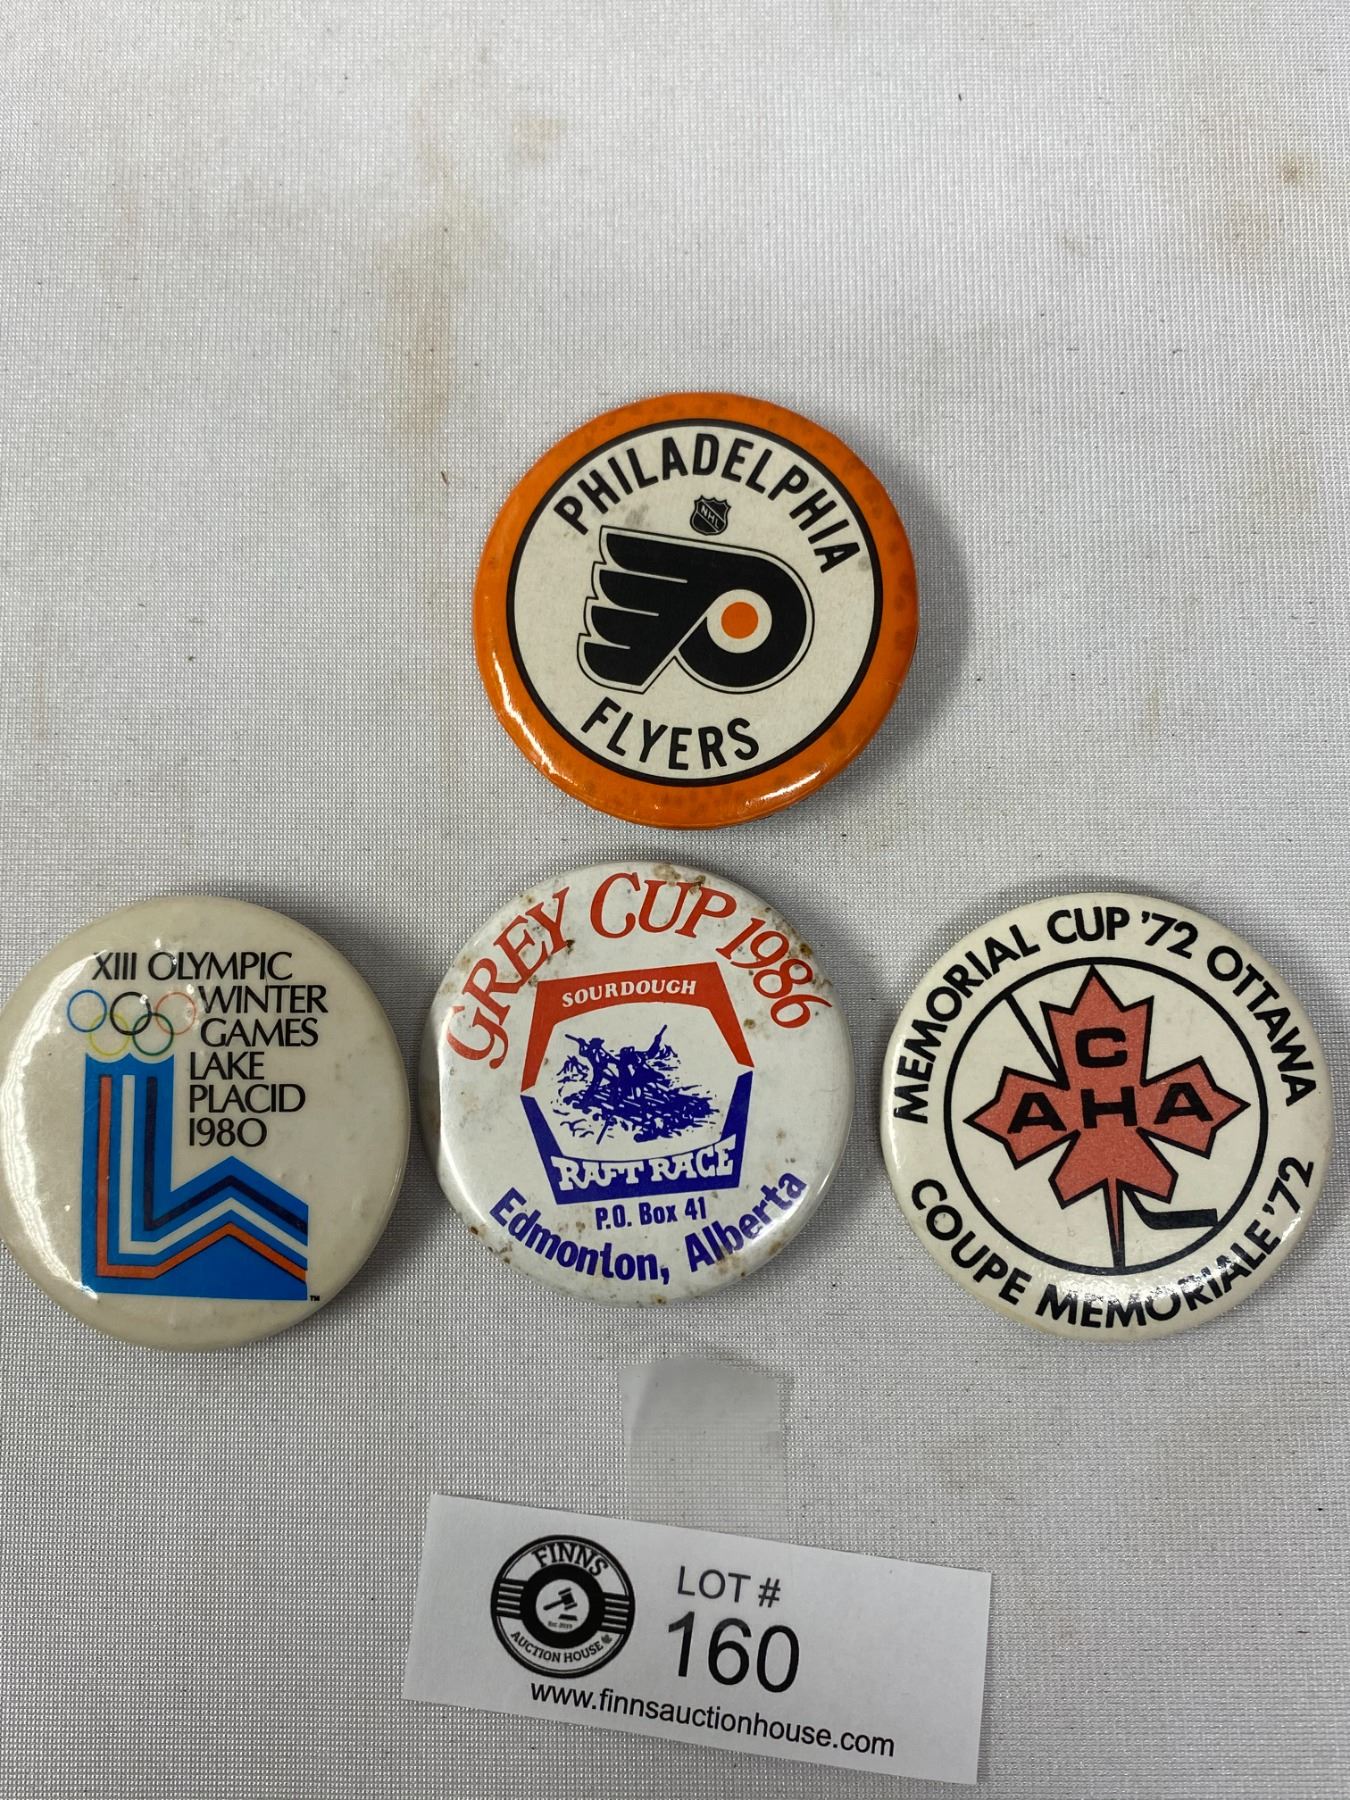 PHILADELPHIA
NHL
FLYERS
XIII OLYMPIC
WINTER
GAMES
LAKE
PLACID
1980
TM
GREY CUP 1986
SOURDOUGH
RAFT RACE
P.O. Box 41
Edmonton, Alberta
MEMORIAL CUP '72 OTTAWA
C
AHA
COUPE MEMORIALE '72
FINNS
AUCTION HOUSE
LOT #
160
www.finnsauctionhouse.com